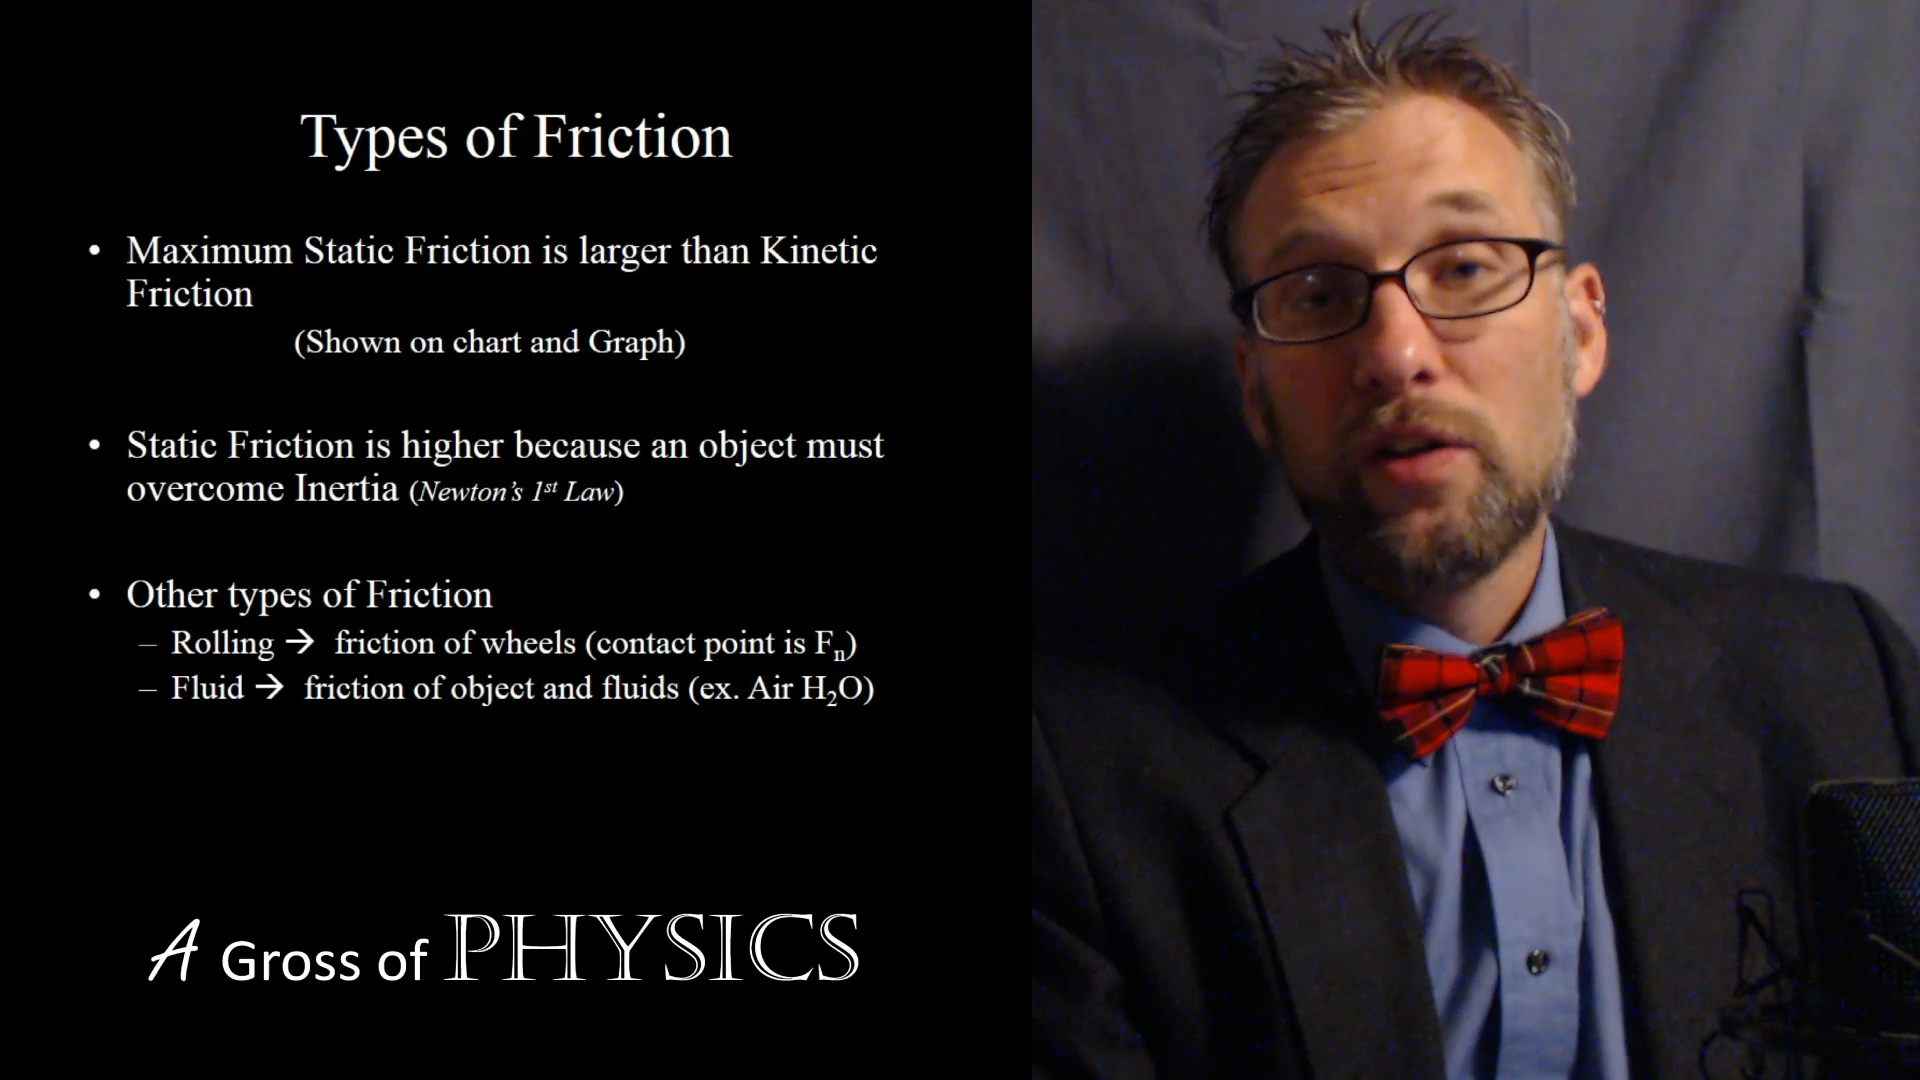 Types of Friction
• Maximum Static Friction is larger than Kinetic
Friction
(Shown on chart and Graph)
• Static Friction is higher because an object must
overcome Inertia (Newton's 1st Law)
• Other types of Friction
– Rolling → friction of wheels (contact point is Fn)
– Fluid → friction of object and fluids (ex. Air H2O)
A Gross of PHYSICS